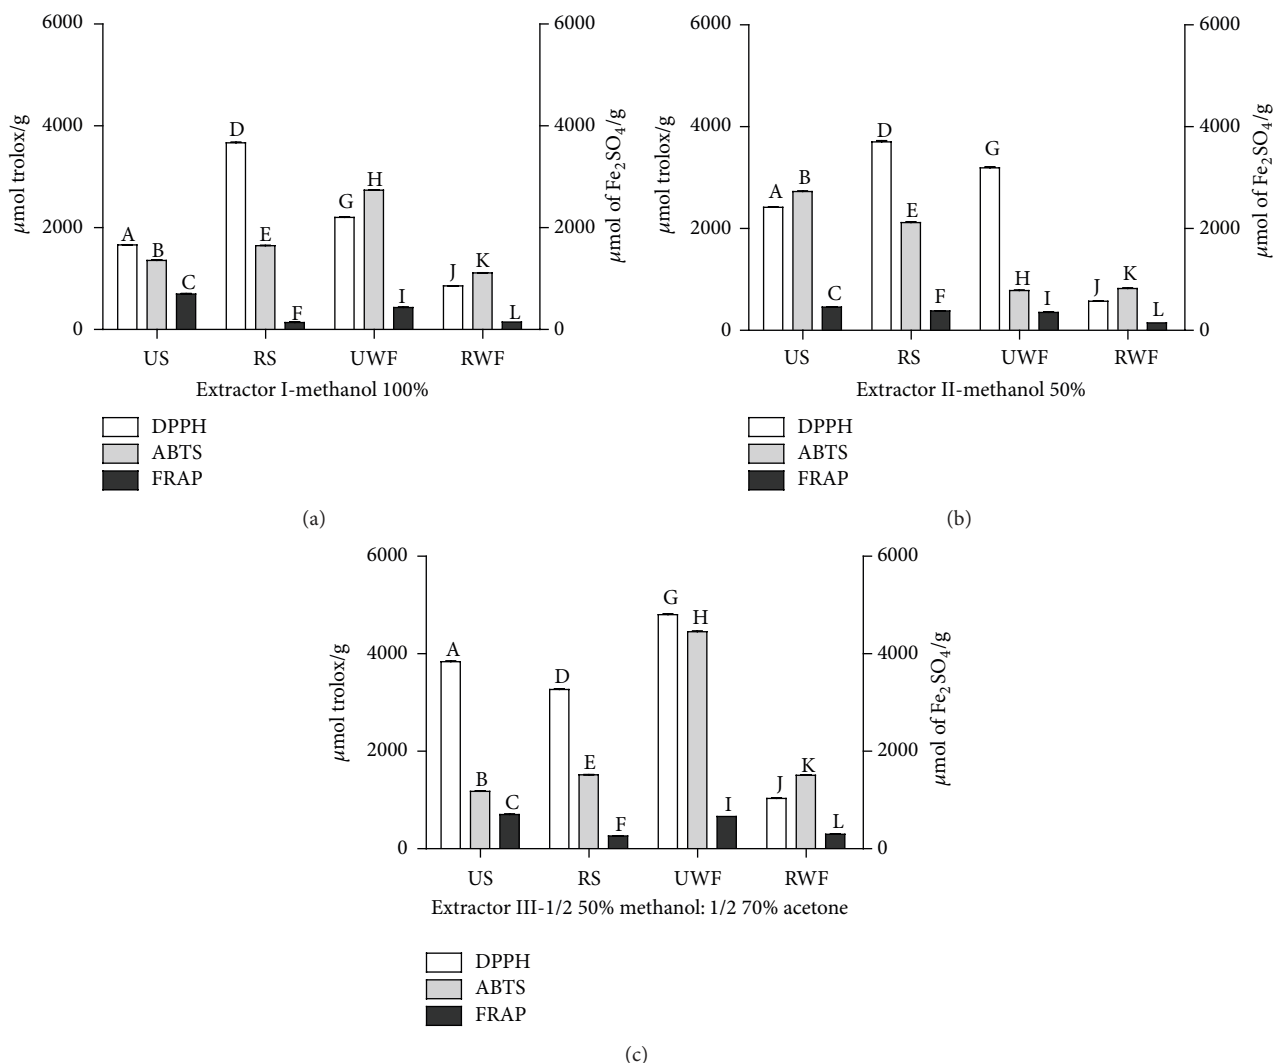 6000
4000
2000
0
μmol trolox/g
A
B
C
D
E
F
G
H
I
J
K
L
6000
4000
2000
0
μmol of Fe₂SO₄/g
US
RS
UWF
RWF
Extractor I-methanol 100%
DPPH
ABTS
FRAP
(a)
6000
4000
2000
0
μmol trolox/g
A
B
C
D
E
F
G
H
I
J
K
L
6000
4000
2000
0
μmol of Fe₂SO₄/g
US
RS
UWF
RWF
Extractor II-methanol 50%
DPPH
ABTS
FRAP
(b)
6000
4000
2000
0
μmol trolox/g
A
B
C
D
E
F
G
H
I
J
K
L
6000
4000
2000
0
μmol of Fe₂SO₄/g
US
RS
UWF
RWF
Extractor III-1/2 50% methanol: 1/2 70% acetone
DPPH
ABTS
FRAP
(c)